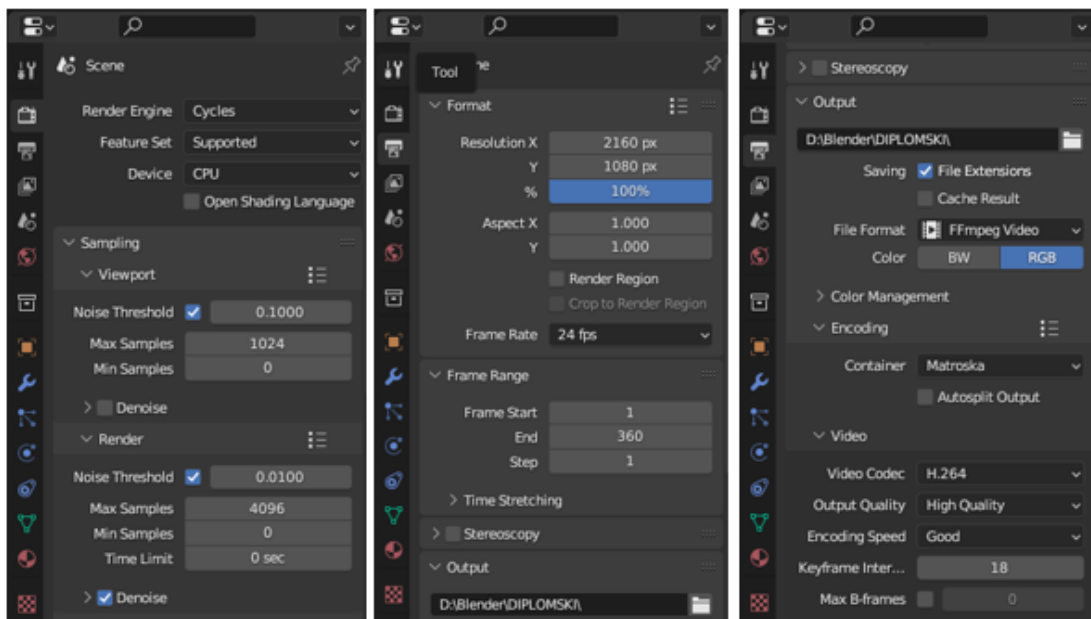 Scene
Render Engine Cycles
Feature Set Supported
Device CPU
Open Shading Language
Sampling
Viewport
Noise Threshold 0.1000
Max Samples 1024
Min Samples 0
Denoise
Render
Noise Threshold 0.0100
Max Samples 4096
Min Samples 0
Time Limit 0 sec
Denoise
Tool ne
Format
Resolution X 2160 px
Y 1080 px
% 100%
Aspect X 1.000
Y 1.000
Render Region
Crop to Render Region
Frame Rate 24 fps
Frame Range
Frame Start 1
End 360
Step 1
Time Stretching
Stereoscopy
Output
D:\Blender\DIPLOMSKI\
Stereoscopy
Output
D:\Blender\DIPLOMSKI\
Saving File Extensions
Cache Result
File Format FFmpeg Video
Color BW RGB
Color Management
Encoding
Container Matroska
Autosplit Output
Video
Video Codec H.264
Output Quality High Quality
Encoding Speed Good
Keyframe Inter... 18
Max B-frames 0